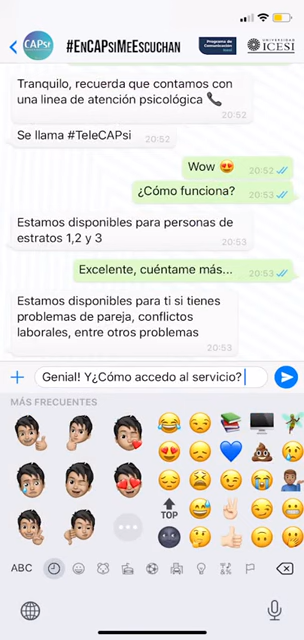 CAPsi
#EnCAPsiMeEscuchan
Programa de
Comunicación
UNIVERSIDAD
ICESI
Tranquilo, recuerda que contamos con
una linea de atención psicológica 📞
20:52
Se llama #TeleCAPsi
20:52
Wow 😍
20:52
¿Cómo funciona?
20:53
Estamos disponibles para personas de
estratos 1,2 y 3
20:53
Excelente, cuéntame más...
20:53
Estamos disponibles para ti si tienes
problemas de pareja, conflictos
laborales, entre otros problemas
20:53
Genial! Y¿Cómo accedo al servicio?
MÁS FRECUENTES
TOP
ABC